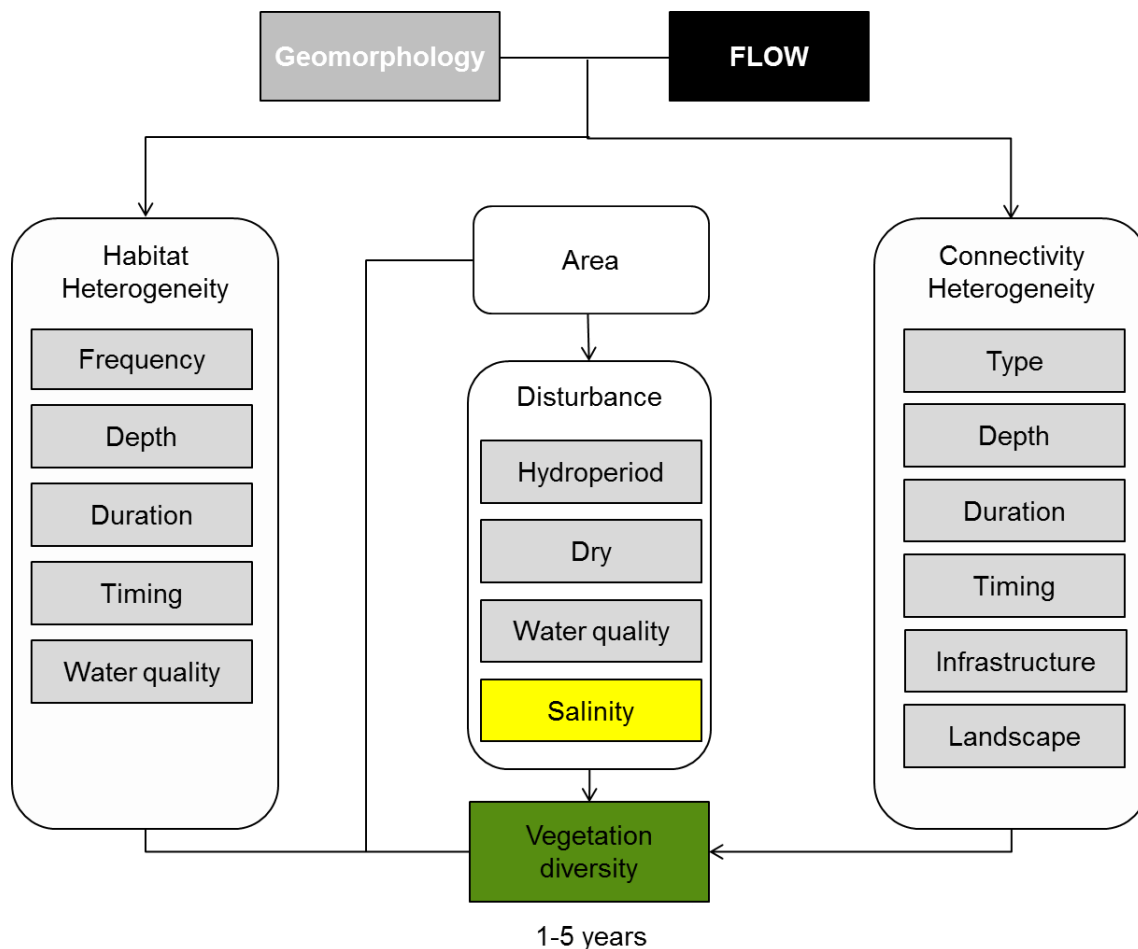 Geomorphology
FLOW
Habitat
Heterogeneity
Frequency
Depth
Duration
Timing
Water quality
Area
Disturbance
Hydroperiod
Dry
Water quality
Salinity
Vegetation
diversity
1-5 years
Connectivity
Heterogeneity
Type
Depth
Duration
Timing
Infrastructure
Landscape